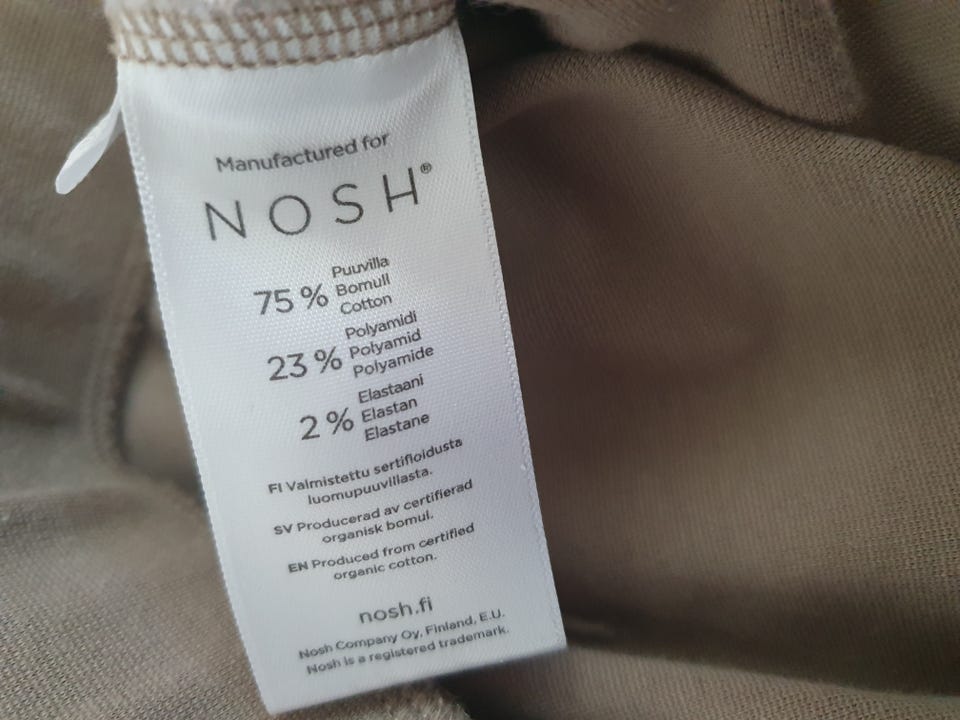 Manufactured for
NOSH®
75 % Puuvilla
Bomull
Cotton
23 % Polyamidi
Polyamid
Polyamide
2 % Elastaani
Elastan
Elastane
FI Valmistettu sertifioidusta
luomupuuvillasta.
SV Producerad av certifierad
organisk bomul.
EN Produced from certified
organic cotton.
nosh.fi
Nosh Company Oy, Finland, E.U.
Nosh is a registered trademark.